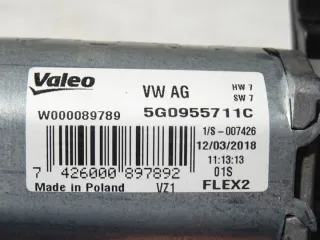 Valeo VW AG HW 7
SW 7
W000089789 5G0955711C
1/S-007426
12/03/2018
11:13:13
01S
7 426000 897892
Made in Poland VZ1 FLEX2